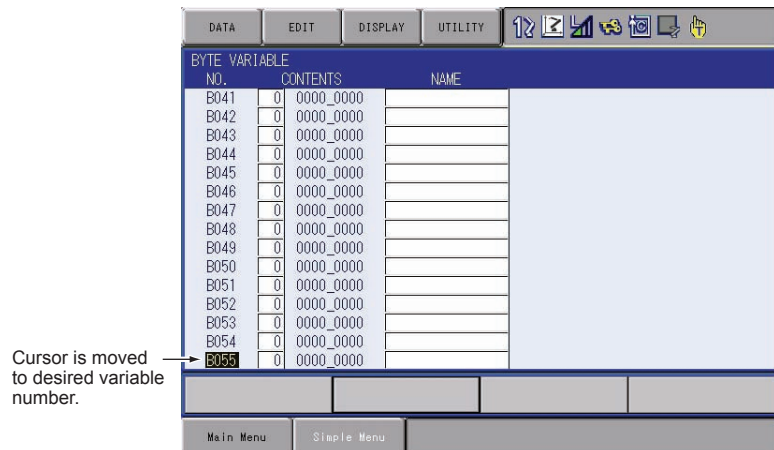 DATA EDIT DISPLAY UTILITY
BYTE VARIABLE
NO. CONTENTS NAME
B041 0 0000_0000
B042 0 0000_0000
B043 0 0000_0000
B044 0 0000_0000
B045 0 0000_0000
B046 0 0000_0000
B047 0 0000_0000
B048 0 0000_0000
B049 0 0000_0000
B050 0 0000_0000
B051 0 0000_0000
B052 0 0000_0000
B053 0 0000_0000
B054 0 0000_0000
B055 0 0000_0000
Cursor is moved
to desired variable
number.
Main Menu Simple Menu